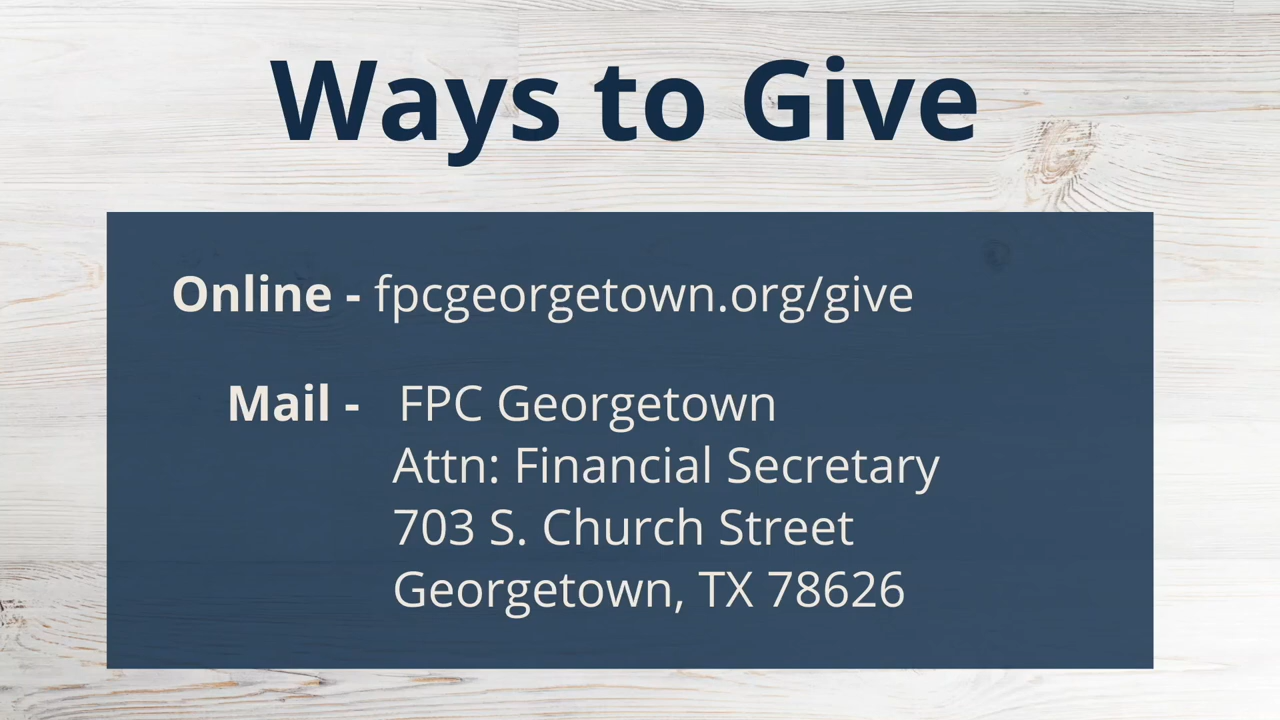 Ways to Give
Online - fpcgeorgetown.org/give
Mail - FPC Georgetown
Attn: Financial Secretary
703 S. Church Street
Georgetown, TX 78626